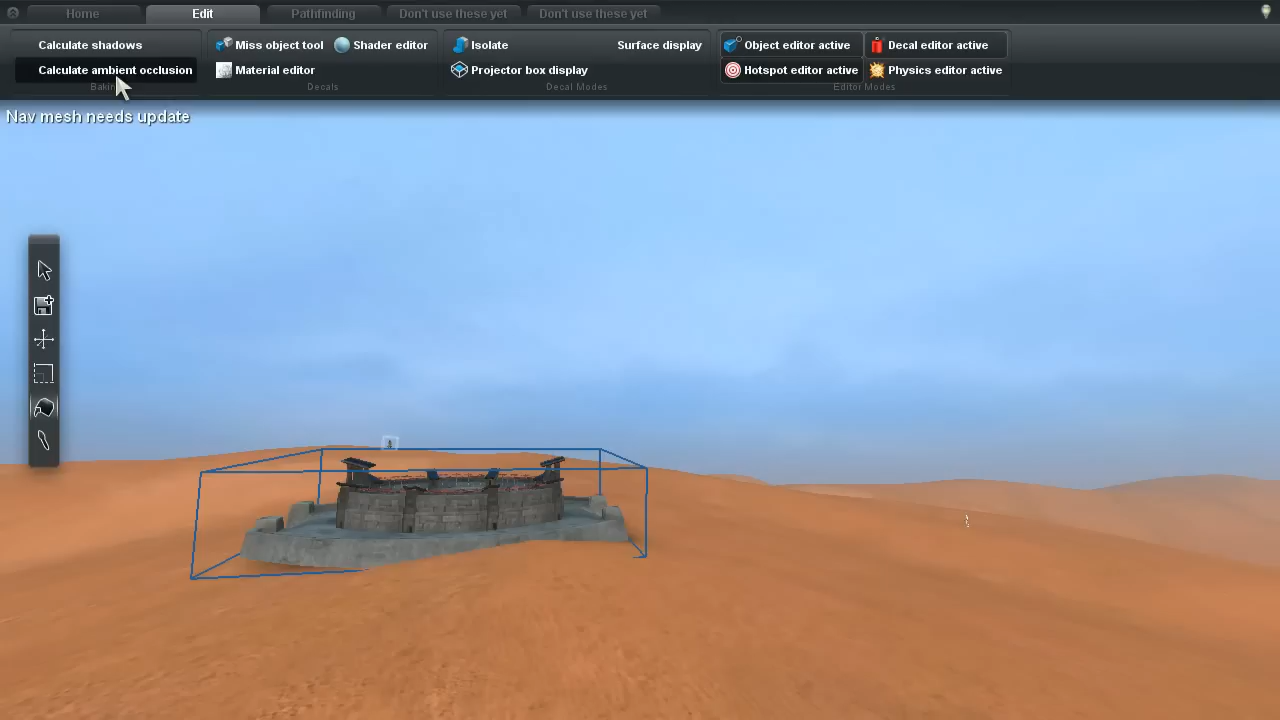 Home Edit Pathfinding Don't use these yet Don't use these yet
Calculate shadows Miss object tool Shader editor Isolate Surface display Object editor active Decal editor active
Calculate ambient occlusion Material editor Projector box display Hotspot editor active Physics editor active
Decals Decal Modes Editor Modes
Nav mesh needs update